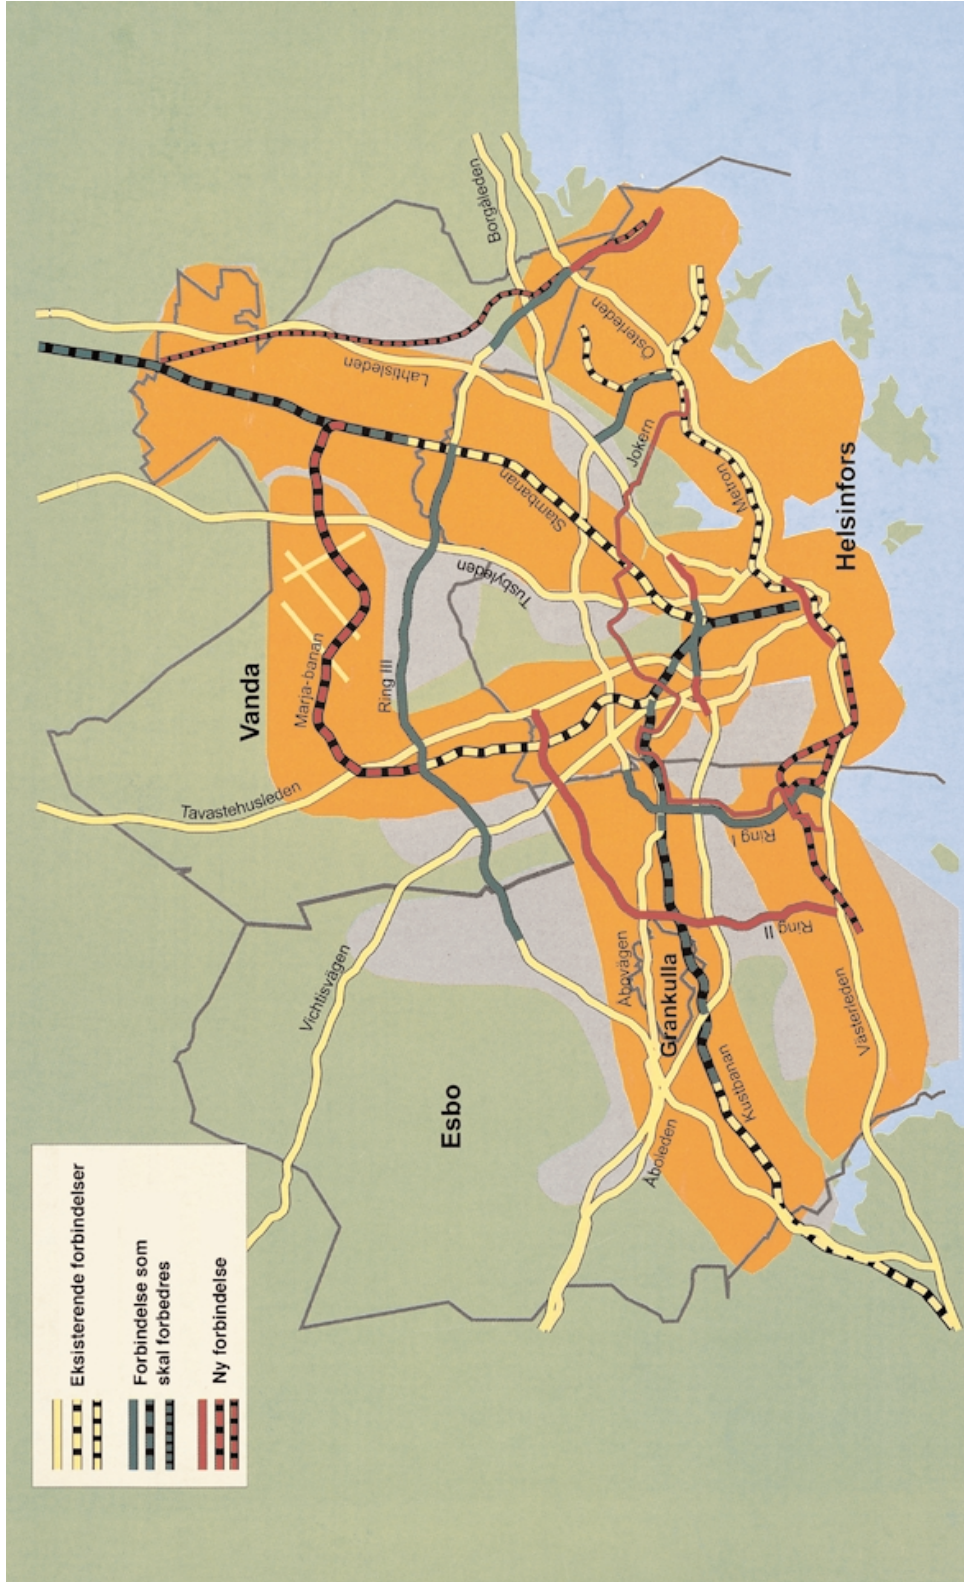 Eksisterende forbindelser
Forbindelse som
skal forbedres
Ny forbindelse
Vichtisvägen
Tavastehusleden
Vanda
Marja-banan
Ring III
Tusbyleden
Stambanan
Lahtisleden
Borgåleden
Österleden
Jokern
Metron
Helsinfors
Esbo
Åbovägen
Grankulla
Åboleden
Kustbanan
Ring I
Ring II
Västerleden